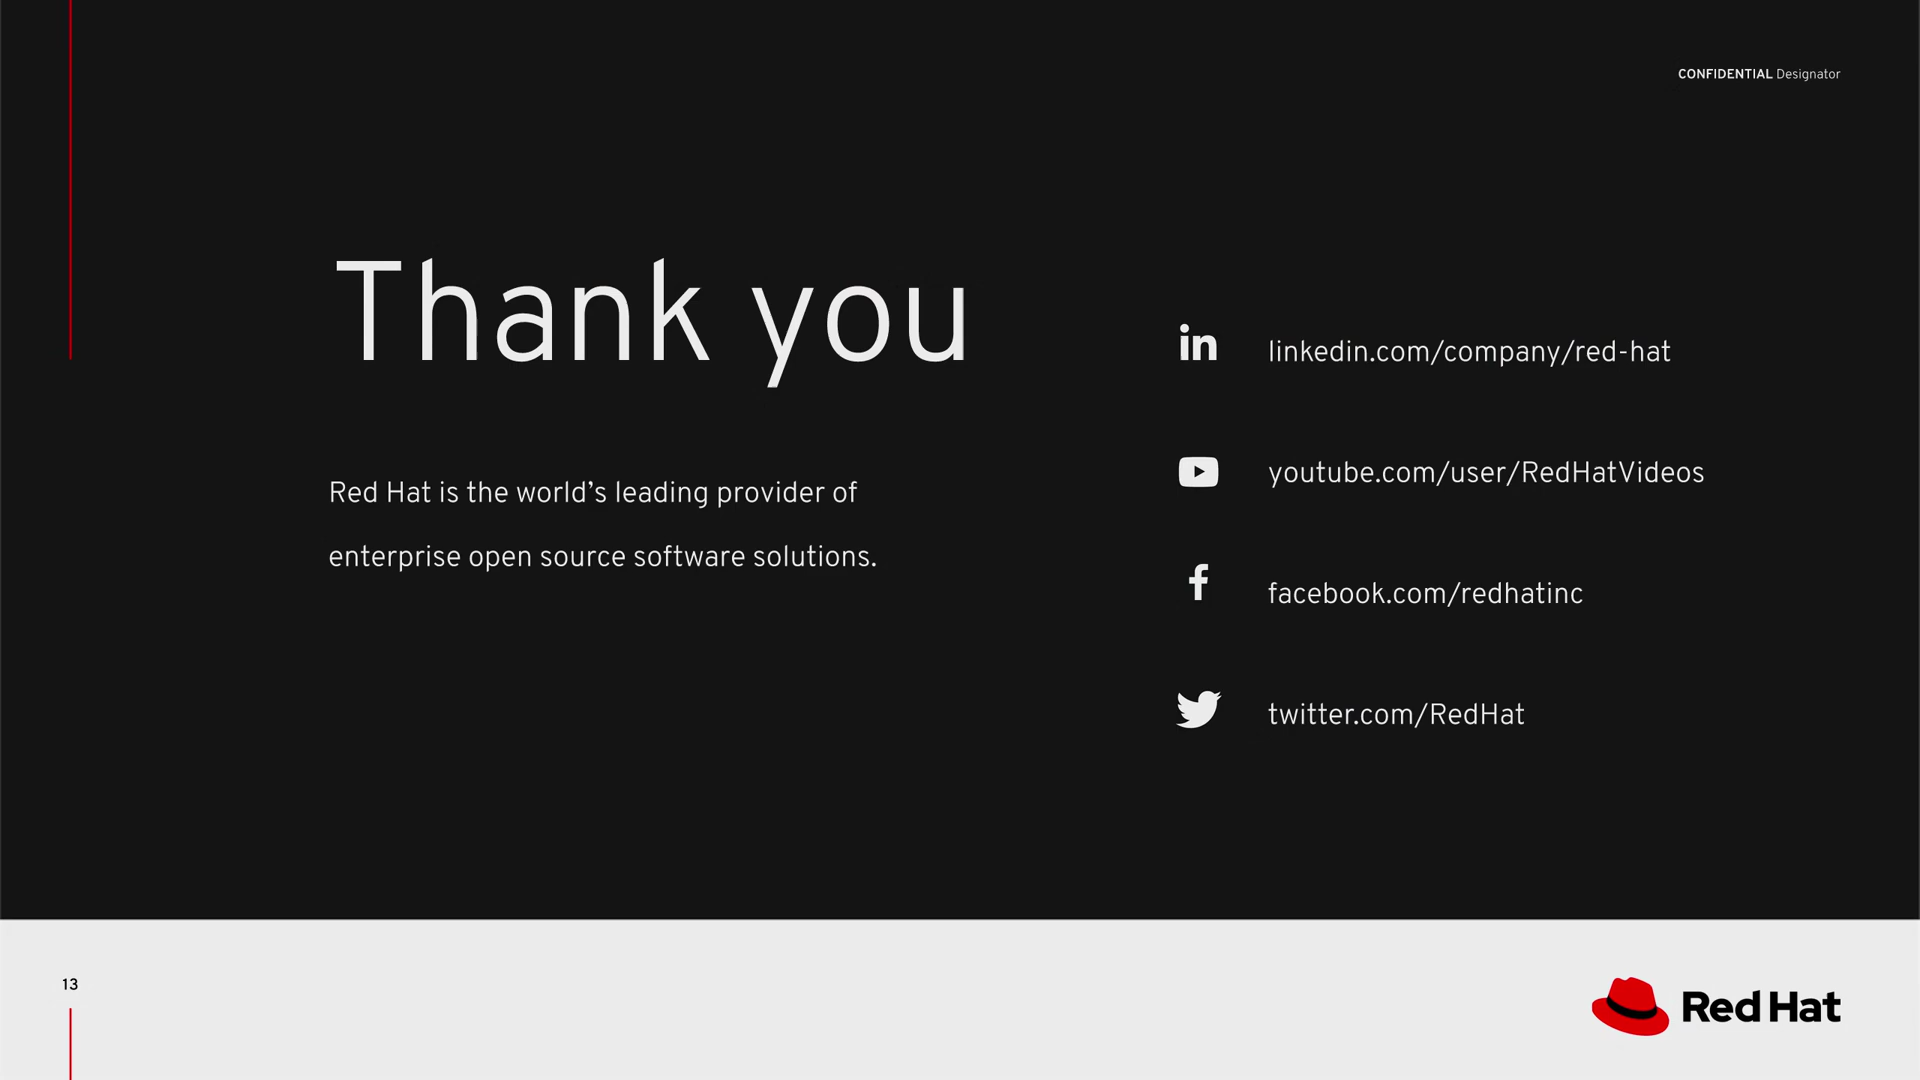 CONFIDENTIAL Designator
Thank you
Red Hat is the world’s leading provider of
enterprise open source software solutions.
linkedin.com/company/red-hat
youtube.com/user/RedHatVideos
facebook.com/redhatinc
twitter.com/RedHat
13
Red Hat